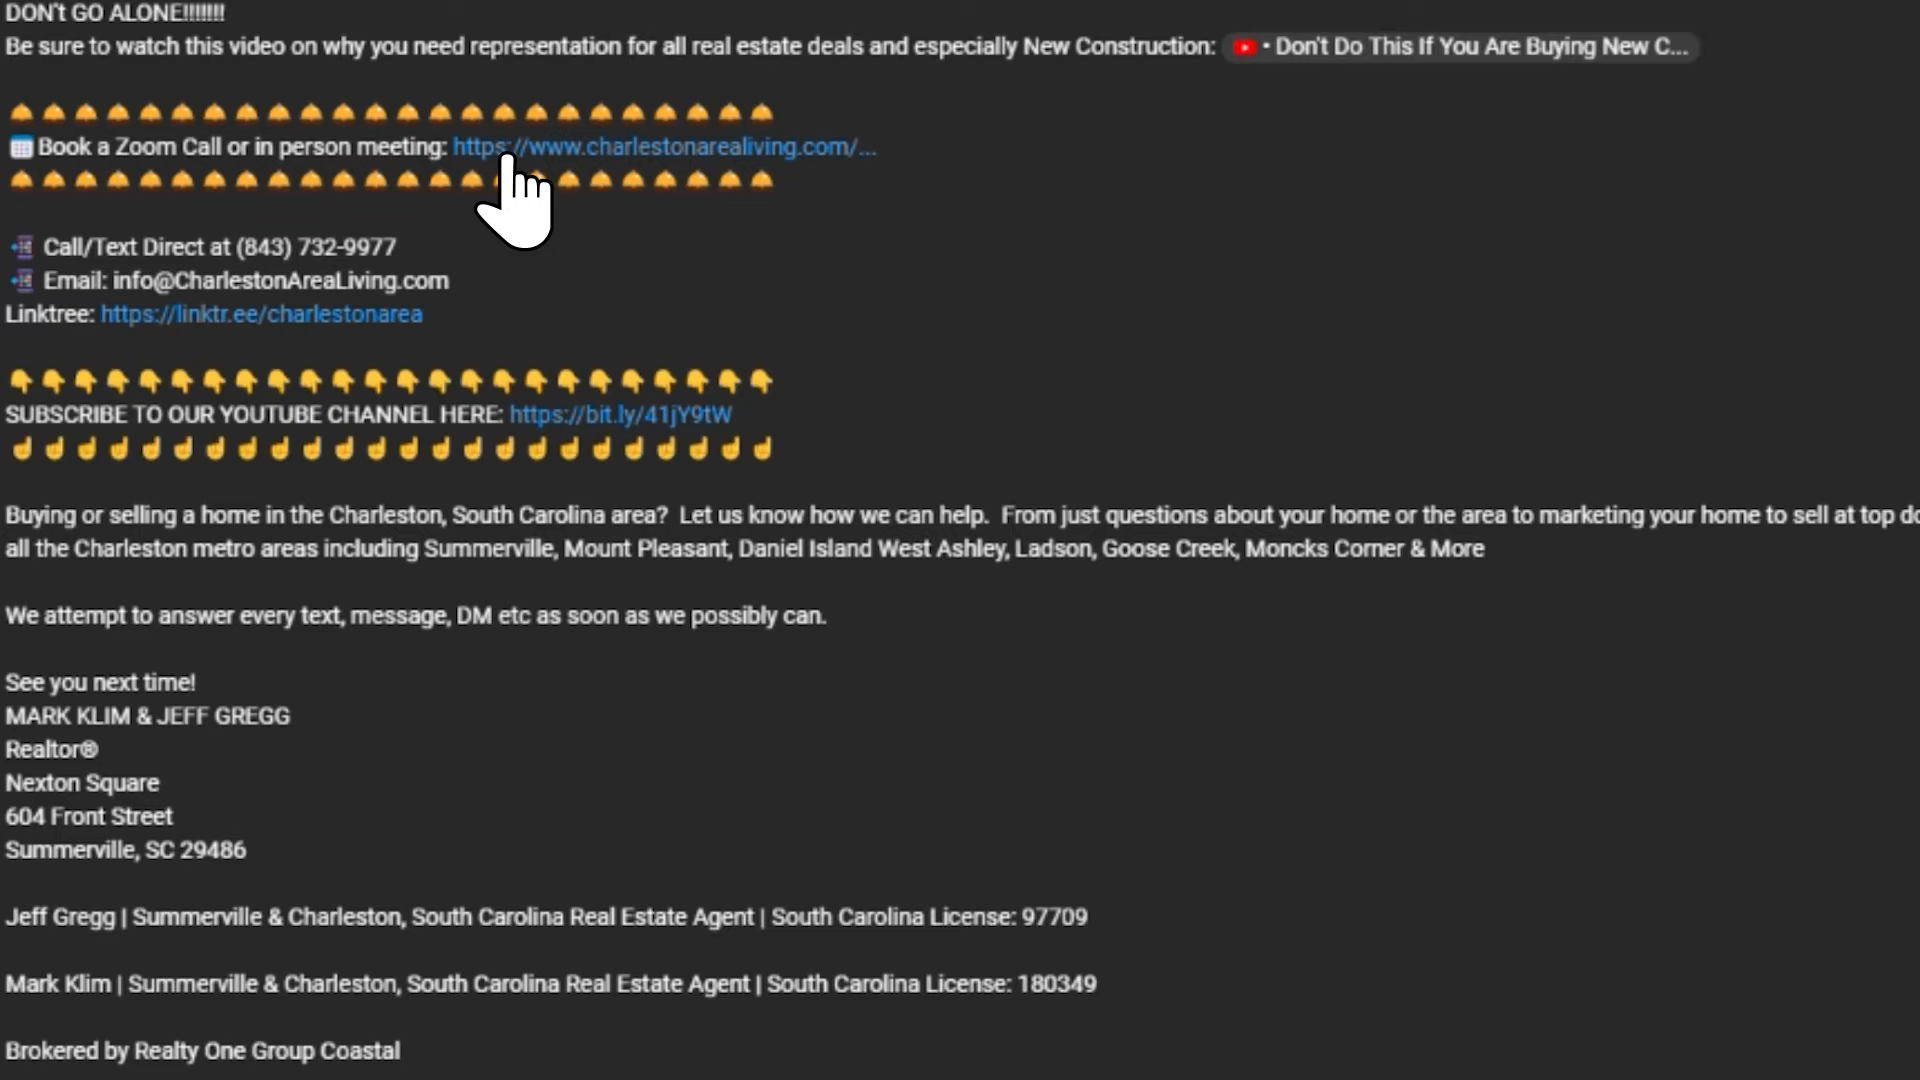 DON't GO ALONE!!!!!!!
Be sure to watch this video on why you need representation for all real estate deals and especially New Construction: • Don't Do This If You Are Buying New C...
Book a Zoom Call or in person meeting: https://www.charlestonarealiving.com/...
Call/Text Direct at (843) 732-9977
Email: info@CharlestonAreaLiving.com
Linktree: https://linktr.ee/charlestonarea
SUBSCRIBE TO OUR YOUTUBE CHANNEL HERE: https://bit.ly/41jY9tW
Buying or selling a home in the Charleston, South Carolina area?  Let us know how we can help.  From just questions about your home or the area to marketing your home to sell at top
all the Charleston metro areas including Summerville, Mount Pleasant, Daniel Island West Ashley, Ladson, Goose Creek, Moncks Corner & More
We attempt to answer every text, message, DM etc as soon as we possibly can.
See you next time!
MARK KLIM & JEFF GREGG
Realtor®
Nexton Square
604 Front Street
Summerville, SC 29486
Jeff Gregg | Summerville & Charleston, South Carolina Real Estate Agent | South Carolina License: 97709
Mark Klim | Summerville & Charleston, South Carolina Real Estate Agent | South Carolina License: 180349
Brokered by Realty One Group Coastal